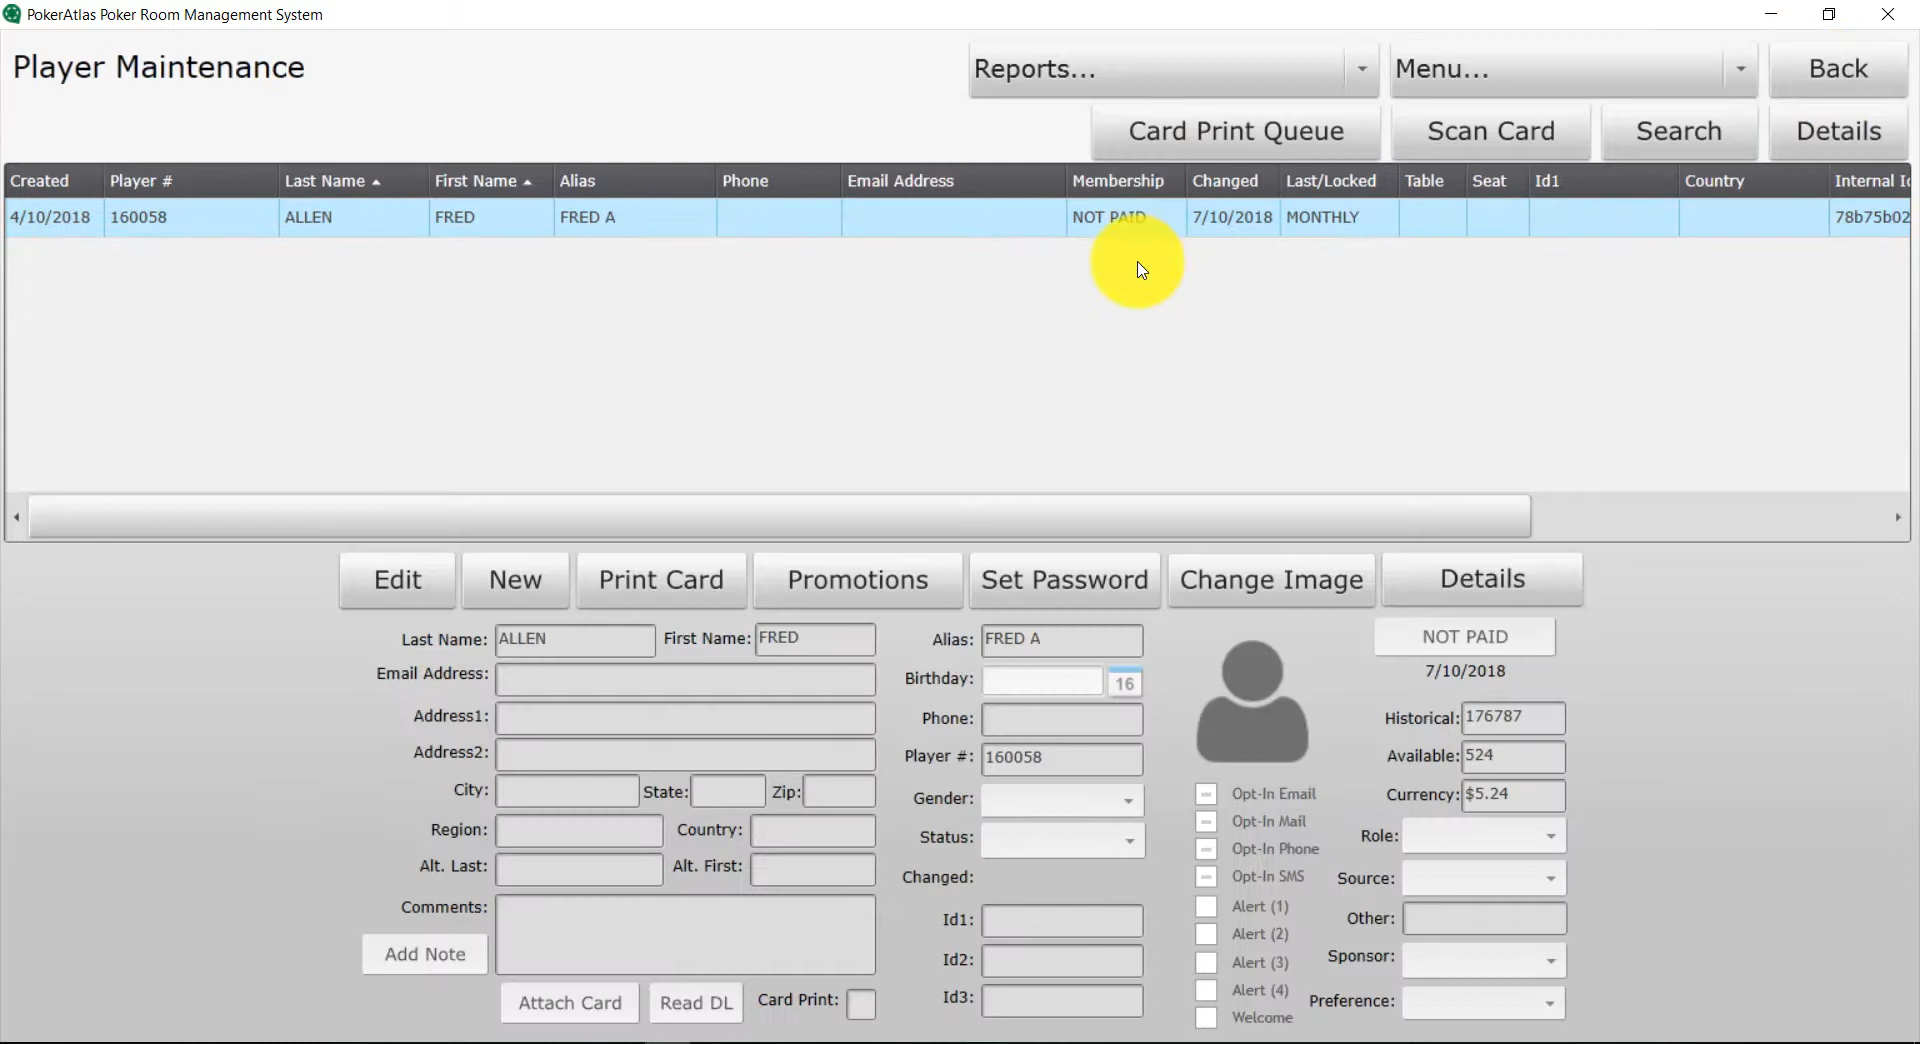 PokerAtlas Poker Room Management System
Player Maintenance
Reports... Menu... Back
Card Print Queue Scan Card Search Details
Created Player # Last Name First Name Alias Phone Email Address Membership Changed Last/Locked Table Seat Id1 Country Internal Id
4/10/2018 160058 ALLEN FRED FRED A NOT PAID 7/10/2018 MONTHLY 78b75b02
Edit New Print Card Promotions Set Password Change Image Details
Last Name: ALLEN First Name: FRED Alias: FRED A NOT PAID
7/10/2018
Email Address: Birthday: 16
Address1: Phone: Historical: 176787
Address2: Player #: 160058 Available: 524
City: State: Zip: Gender: Opt-In Email Currency: $5.24
Opt-In Mail
Region: Country: Status: Opt-In Phone Role:
Alt. Last: Alt. First: Changed: Opt-In SMS Source:
Comments: Id1: Alert (1) Other:
Alert (2)
Add Note Id2: Alert (3) Sponsor:
Attach Card Read DL Card Print: Id3: Alert (4) Preference:
Welcome